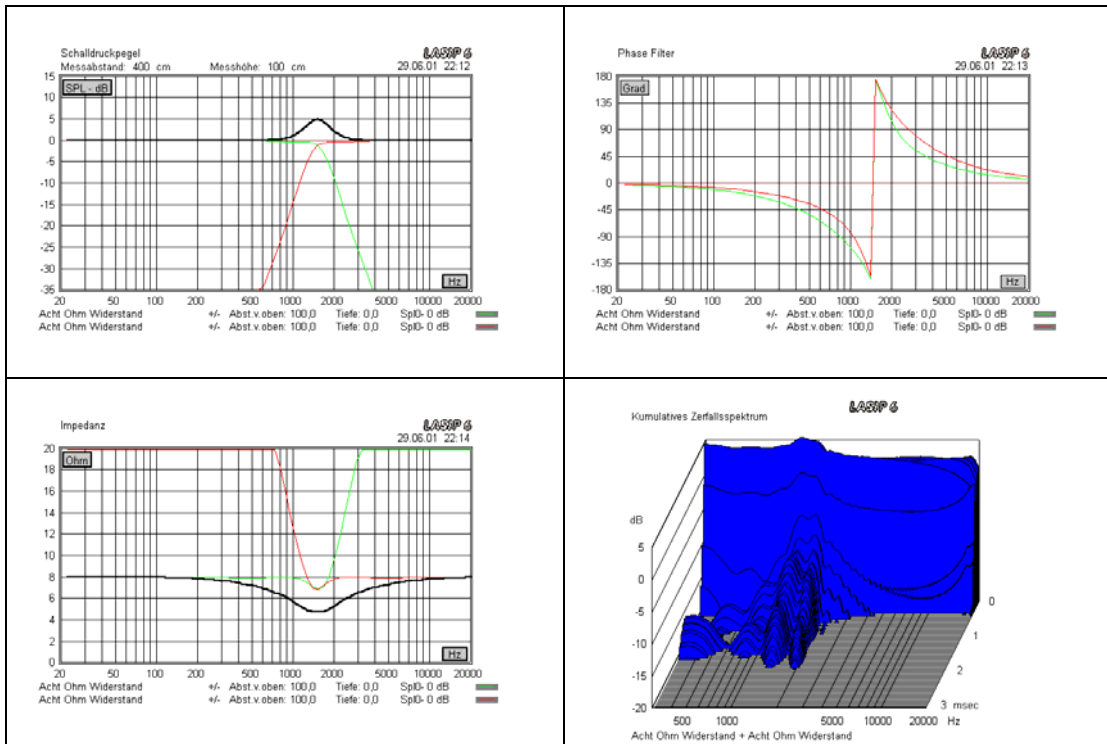 Schalldruckpegel LASIP 6
Messabstand: 400 cm Messhöhe: 100 cm 29.06.01 22:12
15
SPL - dB
10
5
0
-5
-10
-15
-20
-25
-30
-35
Hz
20 50 100 200 500 1000 2000 5000 10000 20000
Acht Ohm Widerstand +/- Abst.v.oben: 100,0 Tiefe: 0,0 Spl0- 0 dB
Acht Ohm Widerstand +/- Abst.v.oben: 100,0 Tiefe: 0,0 Spl0- 0 dB
Phase Filter LASIP 6
29.06.01 22:13
180
Grad
135
90
45
0
-45
-90
-135
-180
Hz
20 50 100 200 500 1000 2000 5000 10000 20000
Acht Ohm Widerstand +/- Abst.v.oben: 100,0 Tiefe: 0,0 Spl0- 0 dB
Acht Ohm Widerstand +/- Abst.v.oben: 100,0 Tiefe: 0,0 Spl0- 0 dB
Impedanz LASIP 6
29.06.01 22:14
20
Ohm
18
16
14
12
10
8
6
4
2
0
Hz
20 50 100 200 500 1000 2000 5000 10000 20000
Acht Ohm Widerstand +/- Abst.v.oben: 100,0 Tiefe: 0,0 Spl0- 0 dB
Acht Ohm Widerstand +/- Abst.v.oben: 100,0 Tiefe: 0,0 Spl0- 0 dB
LASIP 6
Kumulatives Zerfallsspektrum
dB
5
0
-5
-10
-15
-20
0
1
2
3 msec
500 1000 5000 10000 20000 Hz
Acht Ohm Widerstand + Acht Ohm Widerstand